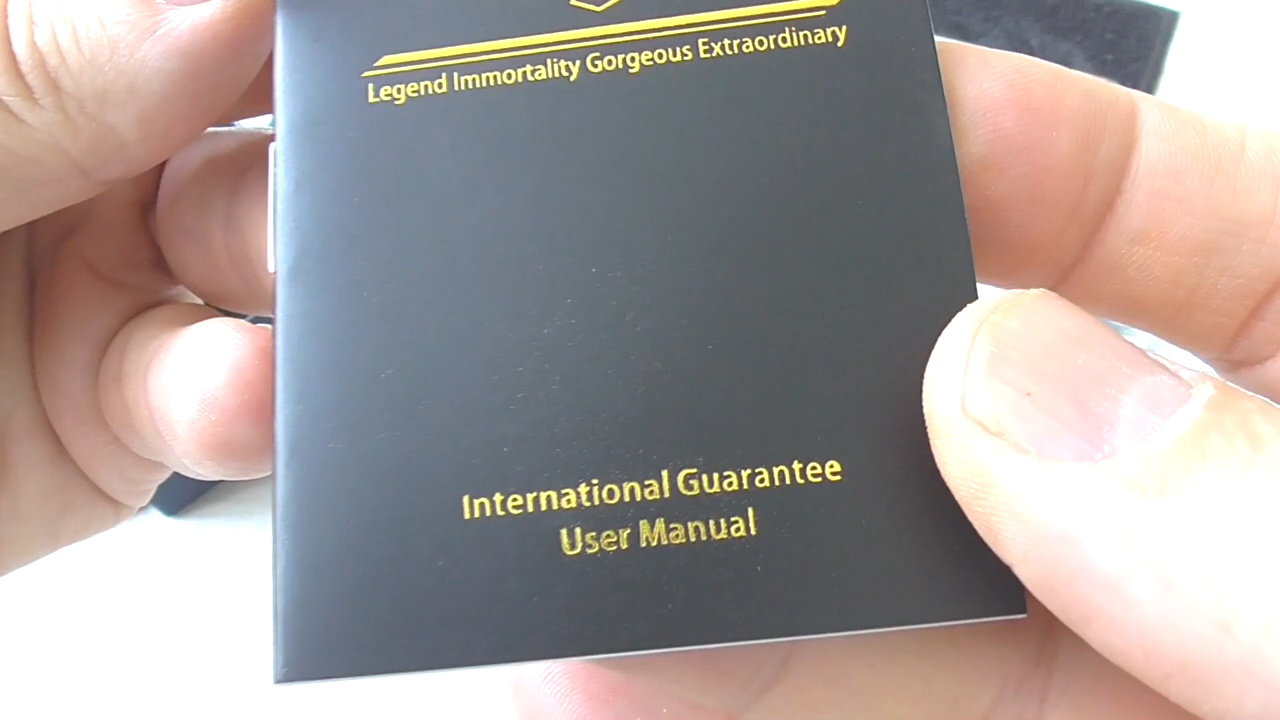 Legend Immortality Gorgeous Extraordinary
International Guarantee
User Manual